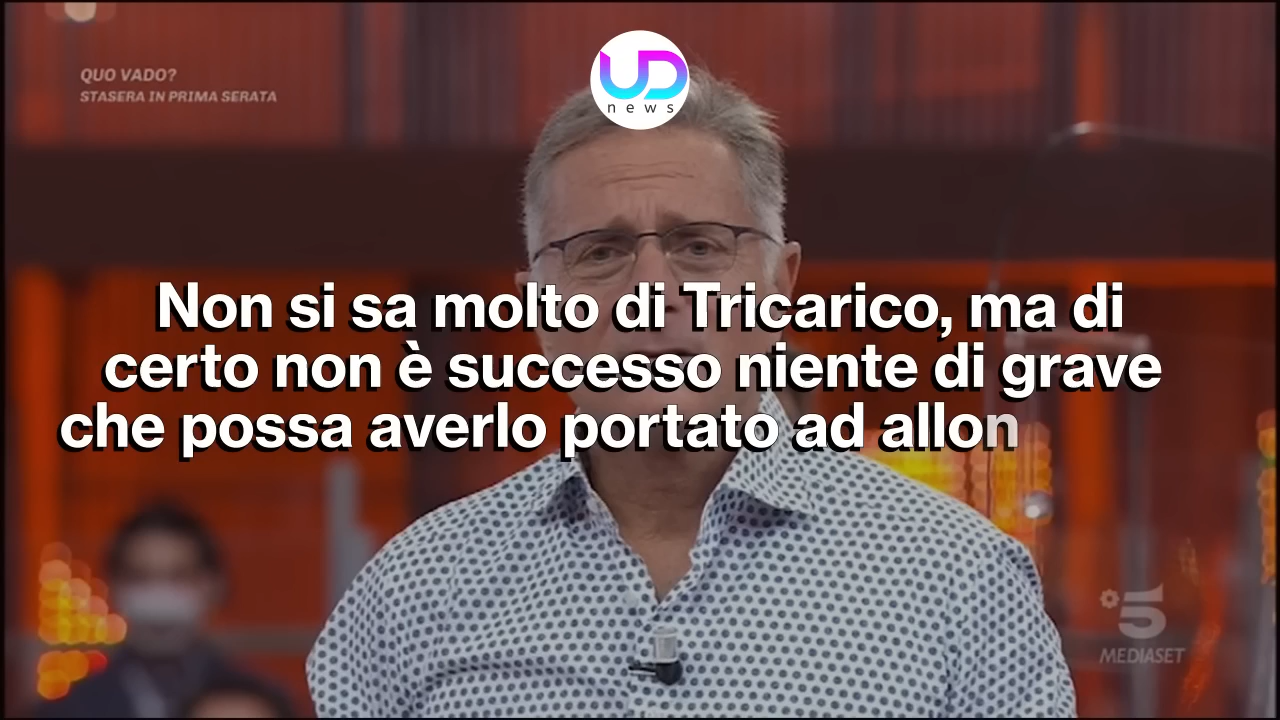 UD
news
QUO VADO?
STASERA IN PRIMA SERATA
Non si sa molto di Tricarico, ma di
certo non è successo niente di grave
che possa averlo portato ad allon
5
MEDIASET